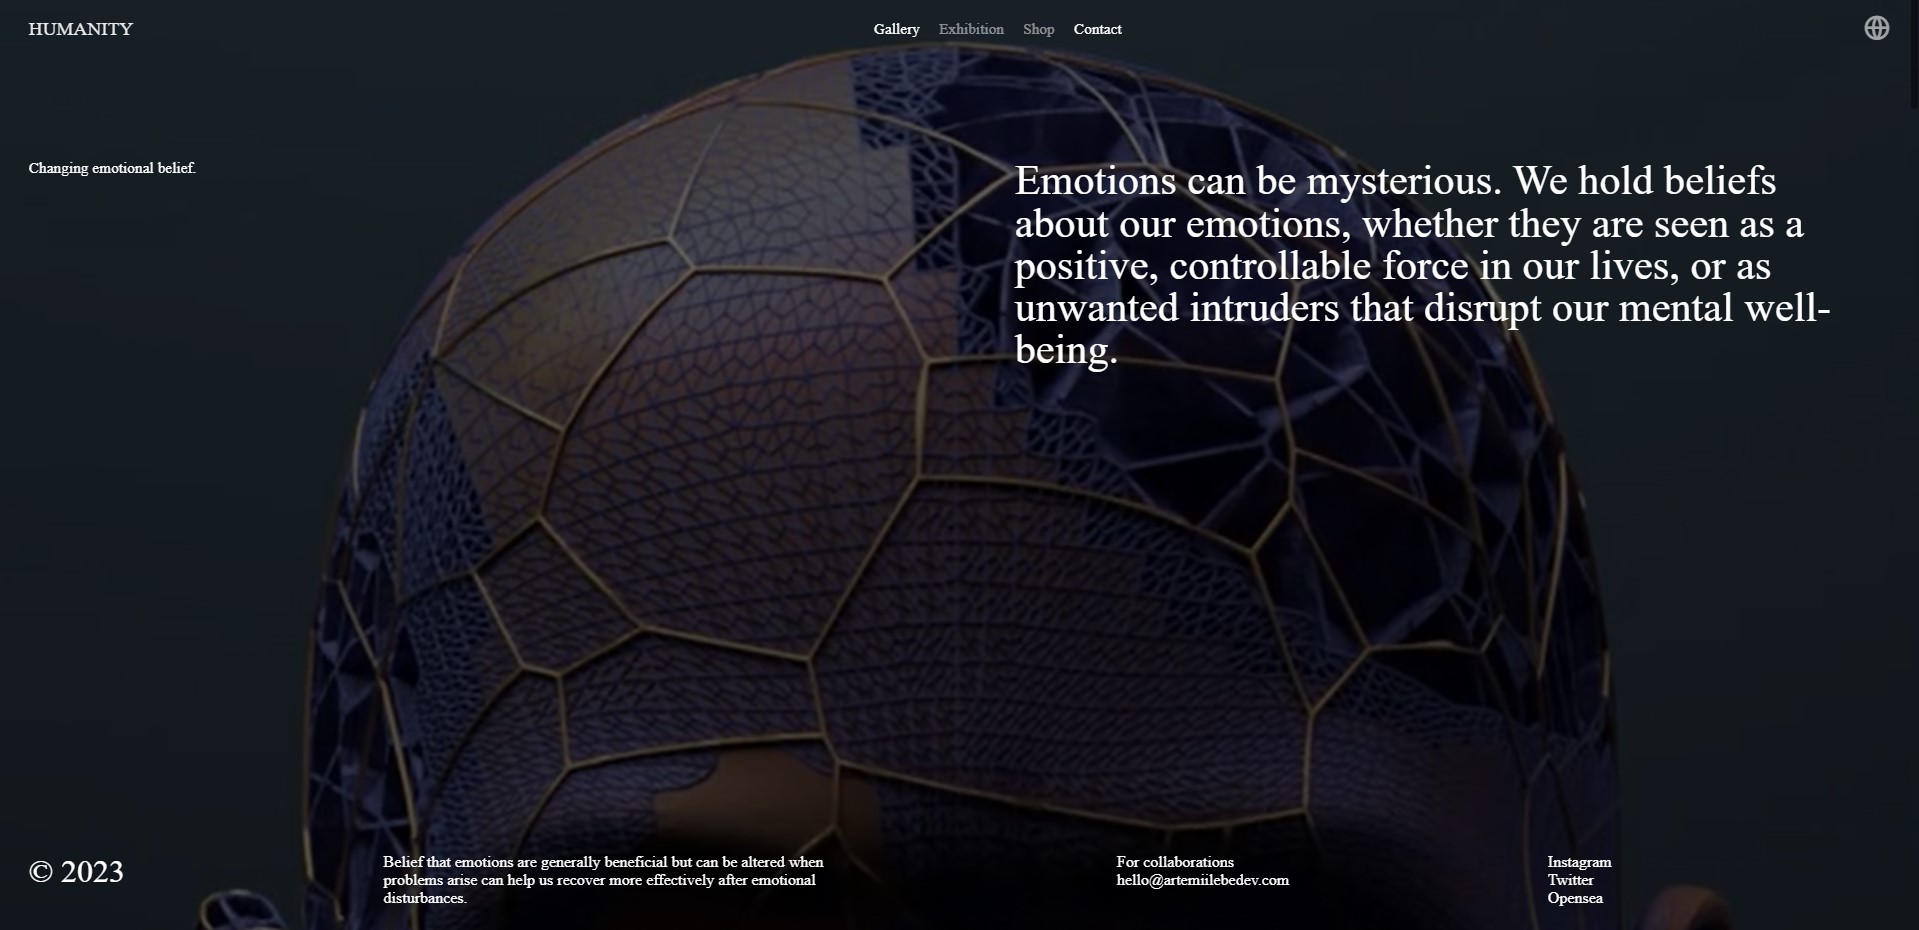 HUMANITY
Gallery Exhibition Shop Contact
Changing emotional belief.
Emotions can be mysterious. We hold beliefs
about our emotions, whether they are seen as a
positive, controllable force in our lives, or as
unwanted intruders that disrupt our mental well-
being.
© 2023
Belief that emotions are generally beneficial but can be altered when
problems arise can help us recover more effectively after emotional
disturbances.
For collaborations
hello@artemiilebedev.com
Instagram
Twitter
Opensea